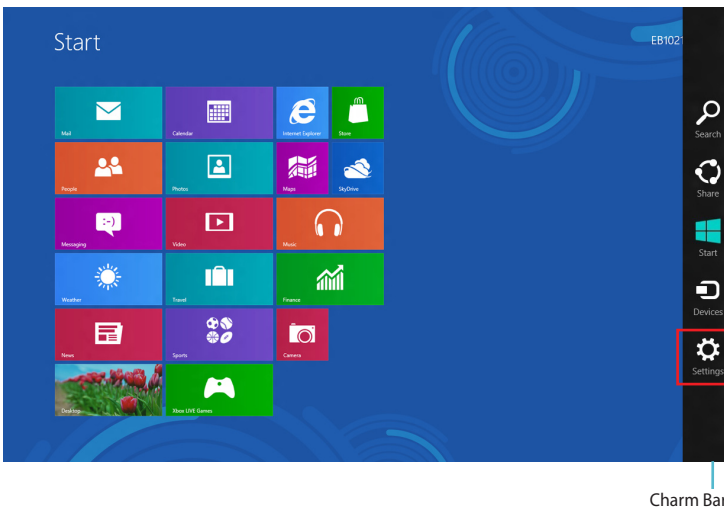 Start
EB1021
Mail
Calendar
Internet Explorer
Store
People
Photos
Maps
SkyDrive
Messaging
Video
Music
Weather
Travel
Finance
News
Sports
Camera
Desktop
Xbox LIVE Games
Search
Share
Start
Devices
Settings
Charm Bar